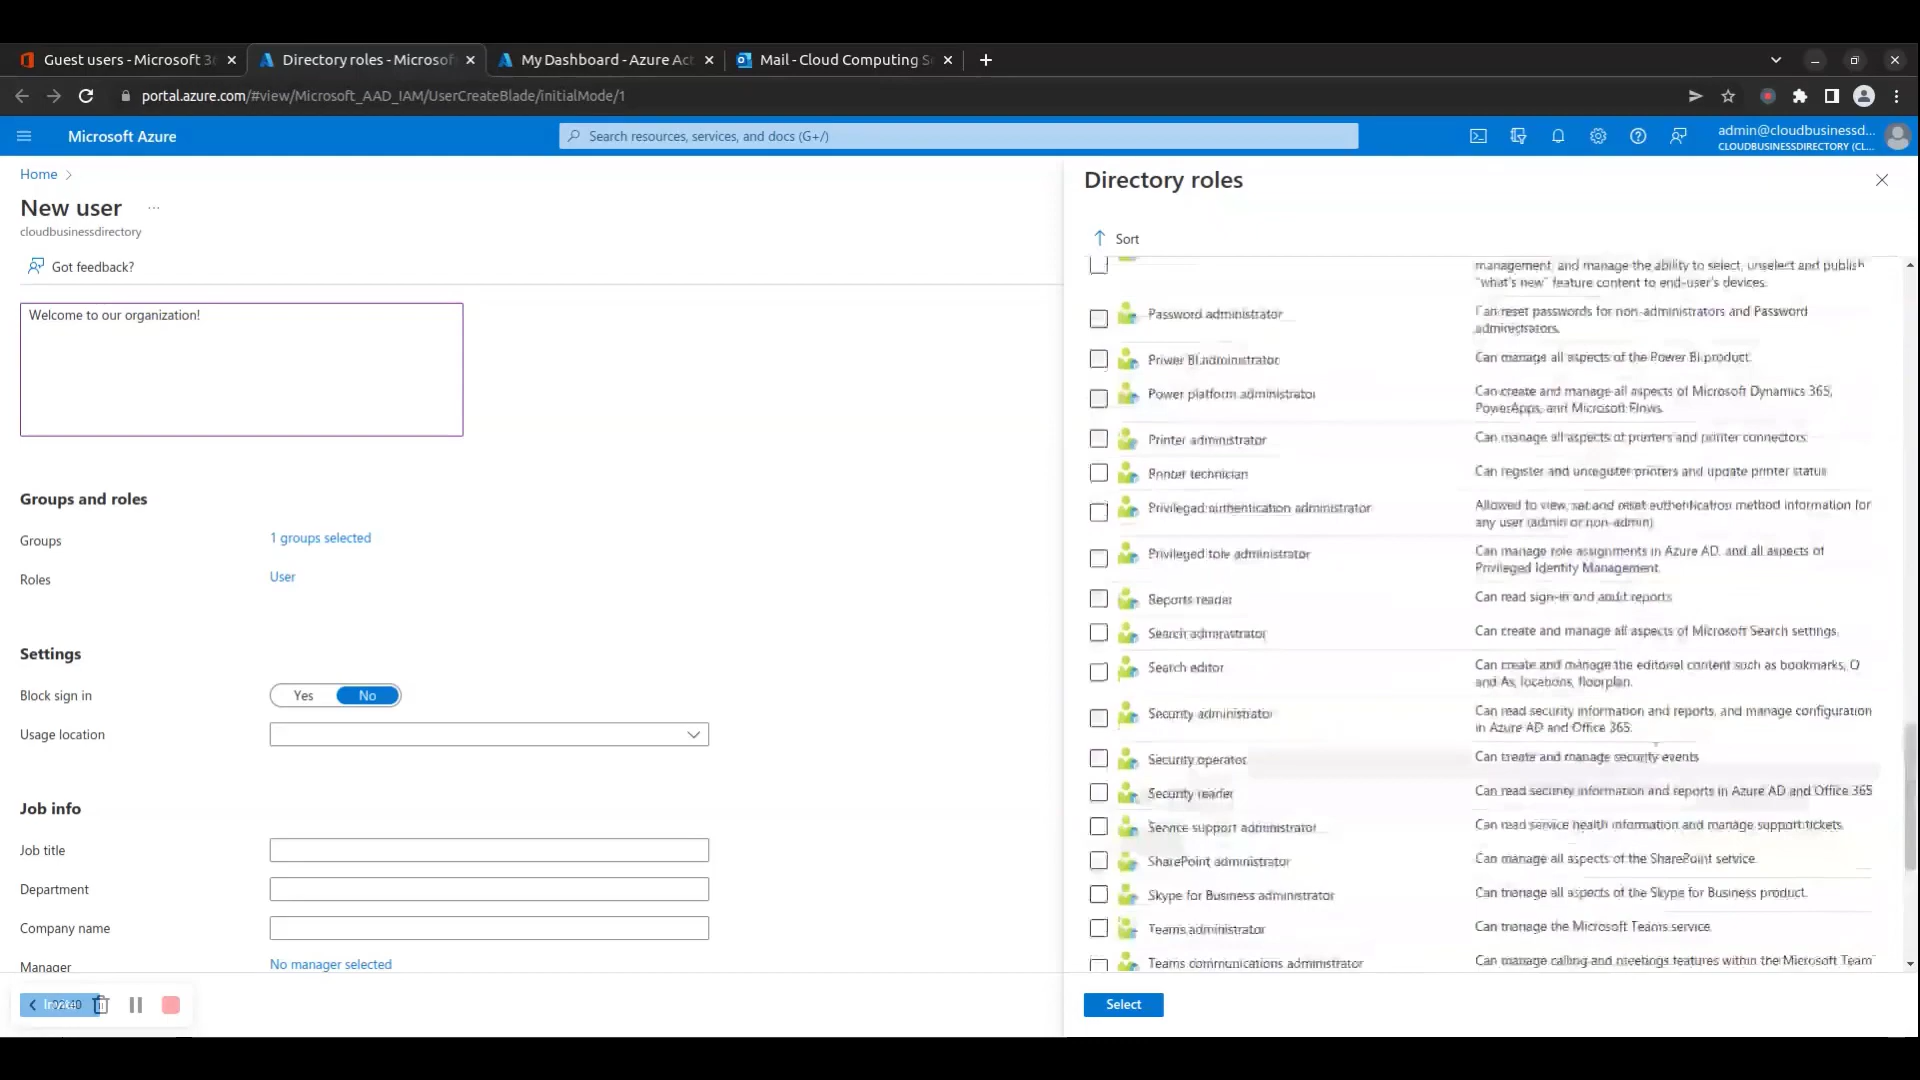 Guest users - Microsoft 36
Directory roles - Microsof
My Dashboard - Azure Act
Mail - Cloud Computing S
portal.azure.com/#view/Microsoft_AAD_IAM/UserCreateBlade/initialMode/1
Microsoft Azure
Search resources, services, and docs (G+/)
admin@cloudbusinessd...
CLOUDBUSINESSDIRECTORY (CL...
Home
New user
...
cloudbusinessdirectory
Got feedback?
Welcome to our organization!
Groups and roles
Groups
1 groups selected
Roles
User
Settings
Block sign in
Yes
No
Usage location
Job info
Job title
Department
Company name
Manager
No manager selected
02:40
Directory roles
Sort
management, and manage the ability to select, unselect and publish
"what's new" feature content to end-user's devices.
Password administrator
Can reset passwords for non-administrators and Password
administrators.
Power BI administrator
Can manage all aspects of the Power BI product.
Power platform administrator
Can create and manage all aspects of Microsoft Dynamics 365,
PowerApps, and Microsoft Flows.
Printer administrator
Can manage all aspects of printers and printer connectors.
Printer technician
Can register and unregister printers and update printer status
Privileged authentication administrator
Allowed to view, set and reset authentication method information for
any user (admin or non-admin)
Privileged role administrator
Can manage role assignments in Azure AD, and all aspects of
Privileged Identity Management.
Reports reader
Can read sign-in and audit reports
Search administrator
Can create and manage all aspects of Microsoft Search settings.
Search editor
Can create and manage the editorial content such as bookmarks, Q
and As, locations, floorplan.
Security administrator
Can read security information and reports, and manage configuration
in Azure AD and Office 365.
Security operator
Can create and manage security events
Security reader
Can read security information and reports in Azure AD and Office 365
Service support administrator
Can read service health information and manage support tickets.
SharePoint administrator
Can manage all aspects of the SharePoint service.
Skype for Business administrator
Can manage all aspects of the Skype for Business product.
Teams administrator
Can manage the Microsoft Teams service.
Teams communications administrator
Can manage calling and meetings features within the Microsoft Team
Select